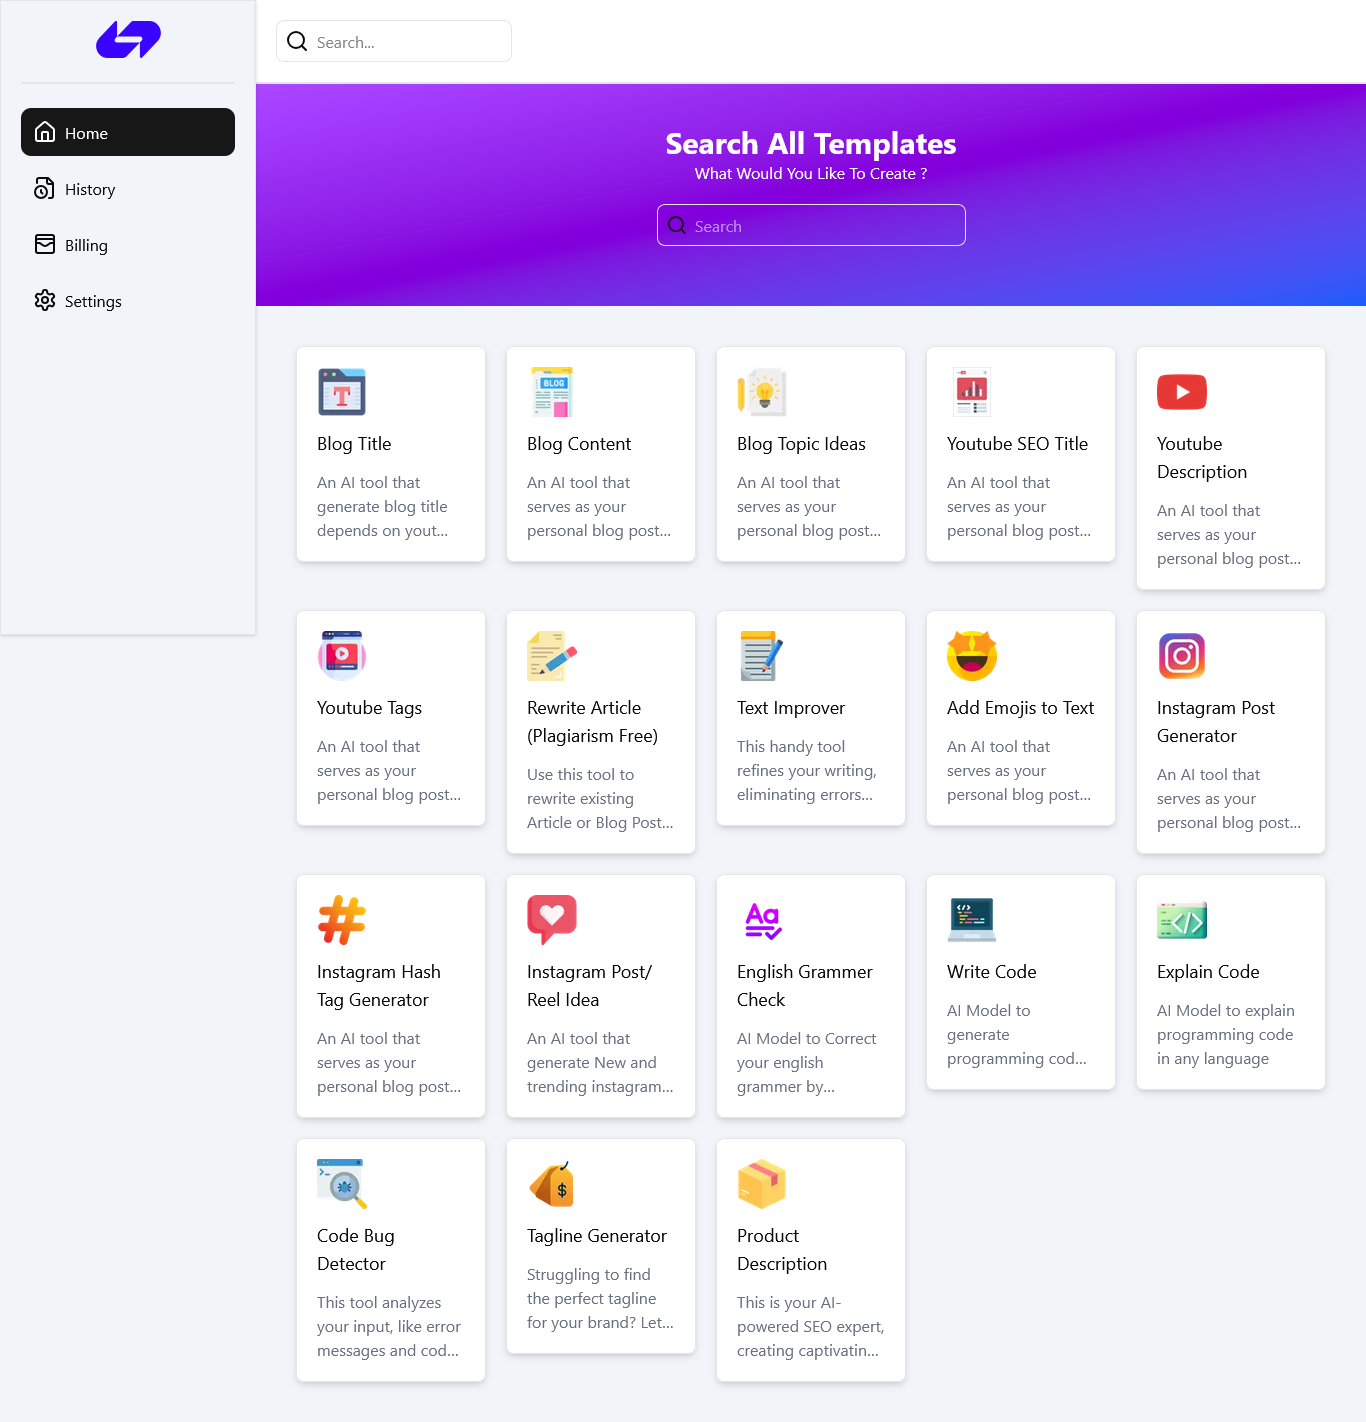 Search...
Home
History
Billing
Settings
Search All Templates
What Would You Like To Create ?
Search
Blog Title
An AI tool that
generate blog title
depends on yout...
BLOG
Blog Content
An AI tool that
serves as your
personal blog post...
Blog Topic Ideas
An AI tool that
serves as your
personal blog post...
Youtube SEO Title
An AI tool that
serves as your
personal blog post...
Youtube
Description
An AI tool that
serves as your
personal blog post...
Youtube Tags
An AI tool that
serves as your
personal blog post...
Rewrite Article
(Plagiarism Free)
Use this tool to
rewrite existing
Article or Blog Post...
Text Improver
This handy tool
refines your writing,
eliminating errors...
Add Emojis to Text
An AI tool that
serves as your
personal blog post...
Instagram Post
Generator
An AI tool that
serves as your
personal blog post...
Instagram Hash
Tag Generator
An AI tool that
serves as your
personal blog post...
Instagram Post/
Reel Idea
An AI tool that
generate New and
trending instagram...
Aa
English Grammer
Check
AI Model to Correct
your english
grammer by...
Write Code
AI Model to
generate
programming cod...
Explain Code
AI Model to explain
programming code
in any language
Code Bug
Detector
This tool analyzes
your input, like error
messages and cod...
Tagline Generator
Struggling to find
the perfect tagline
for your brand? Let...
Product
Description
This is your AI-
powered SEO expert,
creating captivatin...